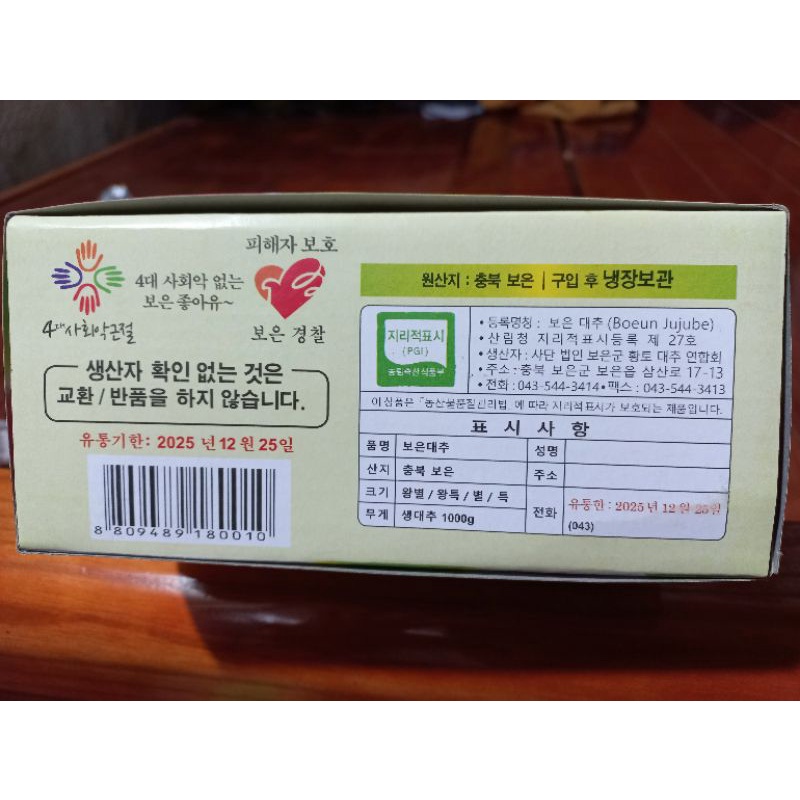 피해자 보호
4대 사회악 없는
보은 좋아유~
4대사회악근절
보은 경찰
생산자 확인 없는 것은
교환 / 반품을 하지 않습니다.
유통기한: 2025 년 12 월 25 일
8 809489 180010
원산지 : 충북 보은 | 구입 후 냉장보관
지리적표시
(PGI)
농림축산식품부
• 등록명칭 : 보은 대추 (Boeun Jujube)
• 산림청 지리적표시등록 제 27호
• 생산자 : 사단 법인 보은군 황토 대추 연합회
• 주소 : 충북 보은군 보은읍 삼산로 17-13
• 전화 : 043-544-3414 • 팩스 : 043-544-3413
이 상품은 「농산물품질관리법」에 따라 지리적표시가 보호되는 제품입니다.
표 시 사 항
품명 보은대추 성명
산지 충북 보은 주소
크기 왕별 / 왕특 / 별 / 특
무게 생대추 1000g
전화 유통한 : 2025 년 12 월 25 일
(043)